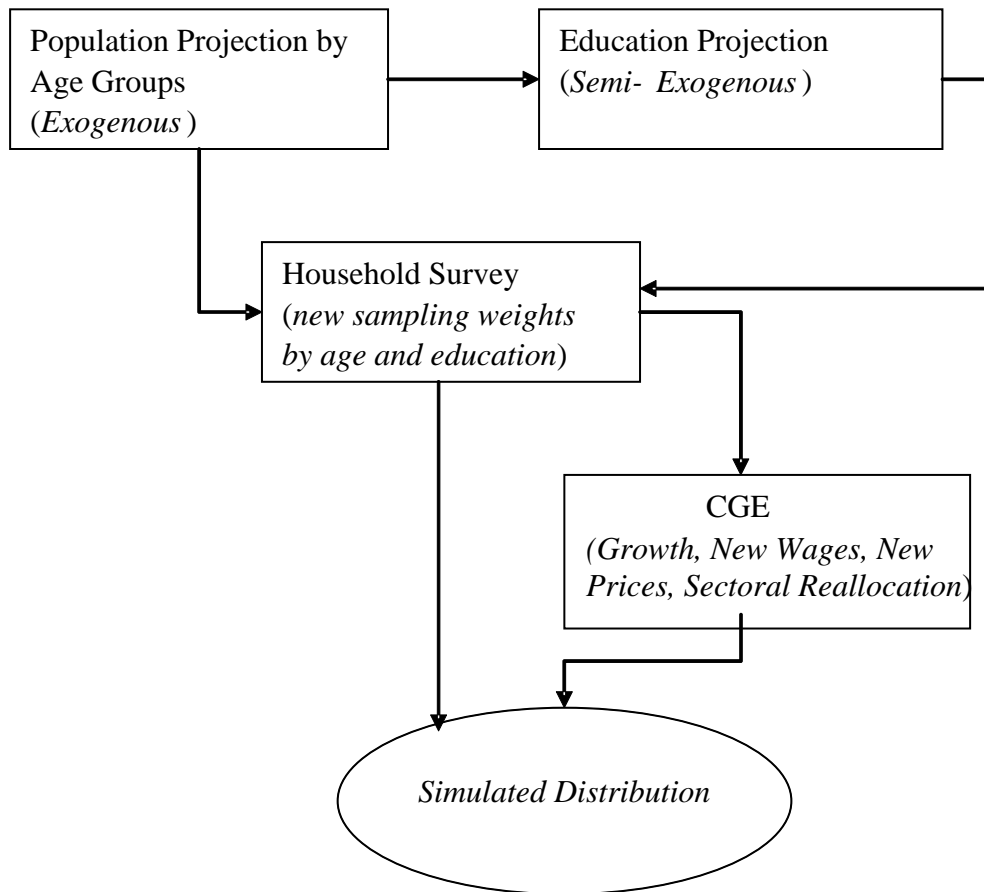 Population Projection by
Age Groups
(Exogenous)
Education Projection
(Semi- Exogenous)
Household Survey
(new sampling weights
by age and education)
CGE
(Growth, New Wages, New
Prices, Sectoral Reallocation)
Simulated Distribution